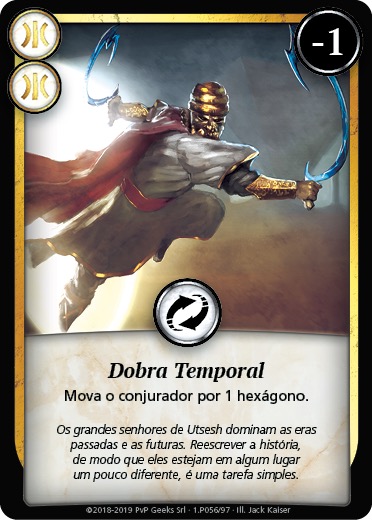 -1
Dobra Temporal
Mova o conjurador por 1 hexágono.
Os grandes senhores de Utsesh dominam as eras
passadas e as futuras. Reescrever a história,
de modo que eles estejam em algum lugar
um pouco diferente, é uma tarefa simples.
©2018-2019 PvP Geeks Srl · 1.P056/97 · Ill. Jack Kaiser